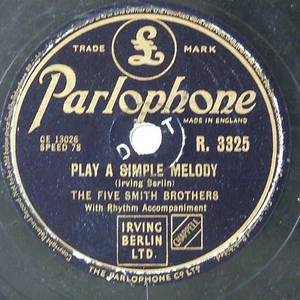 TRADE MARK
Parlophone
MADE IN ENGLAND
CE 13026
SPEED 78
R. 3325
PLAY A SIMPLE MELODY
(Irving Berlin)
THE FIVE SMITH BROTHERS
With Rhythm Accompaniment
IRVING
BERLIN
LTD.
CHAPPELL
THE PARLOPHONE CO LTD